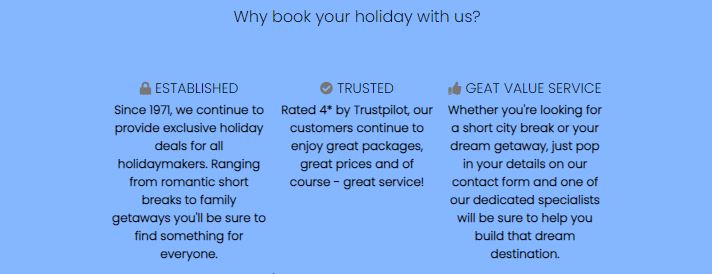 Why book your holiday with us?
ESTABLISHED
Since 1971, we continue to
provide exclusive holiday
deals for all
holidaymakers. Ranging
from romantic short
breaks to family
getaways you'll be sure to
find something for
everyone.
TRUSTED
Rated 4* by Trustpilot, our
customers continue to
enjoy great packages,
great prices and of
course - great service!
GEAT VALUE SERVICE
Whether you're looking for
a short city break or your
dream getaway, just pop
in your details on our
contact form and one of
our dedicated specialists
will be sure to help you
build that dream
destination.